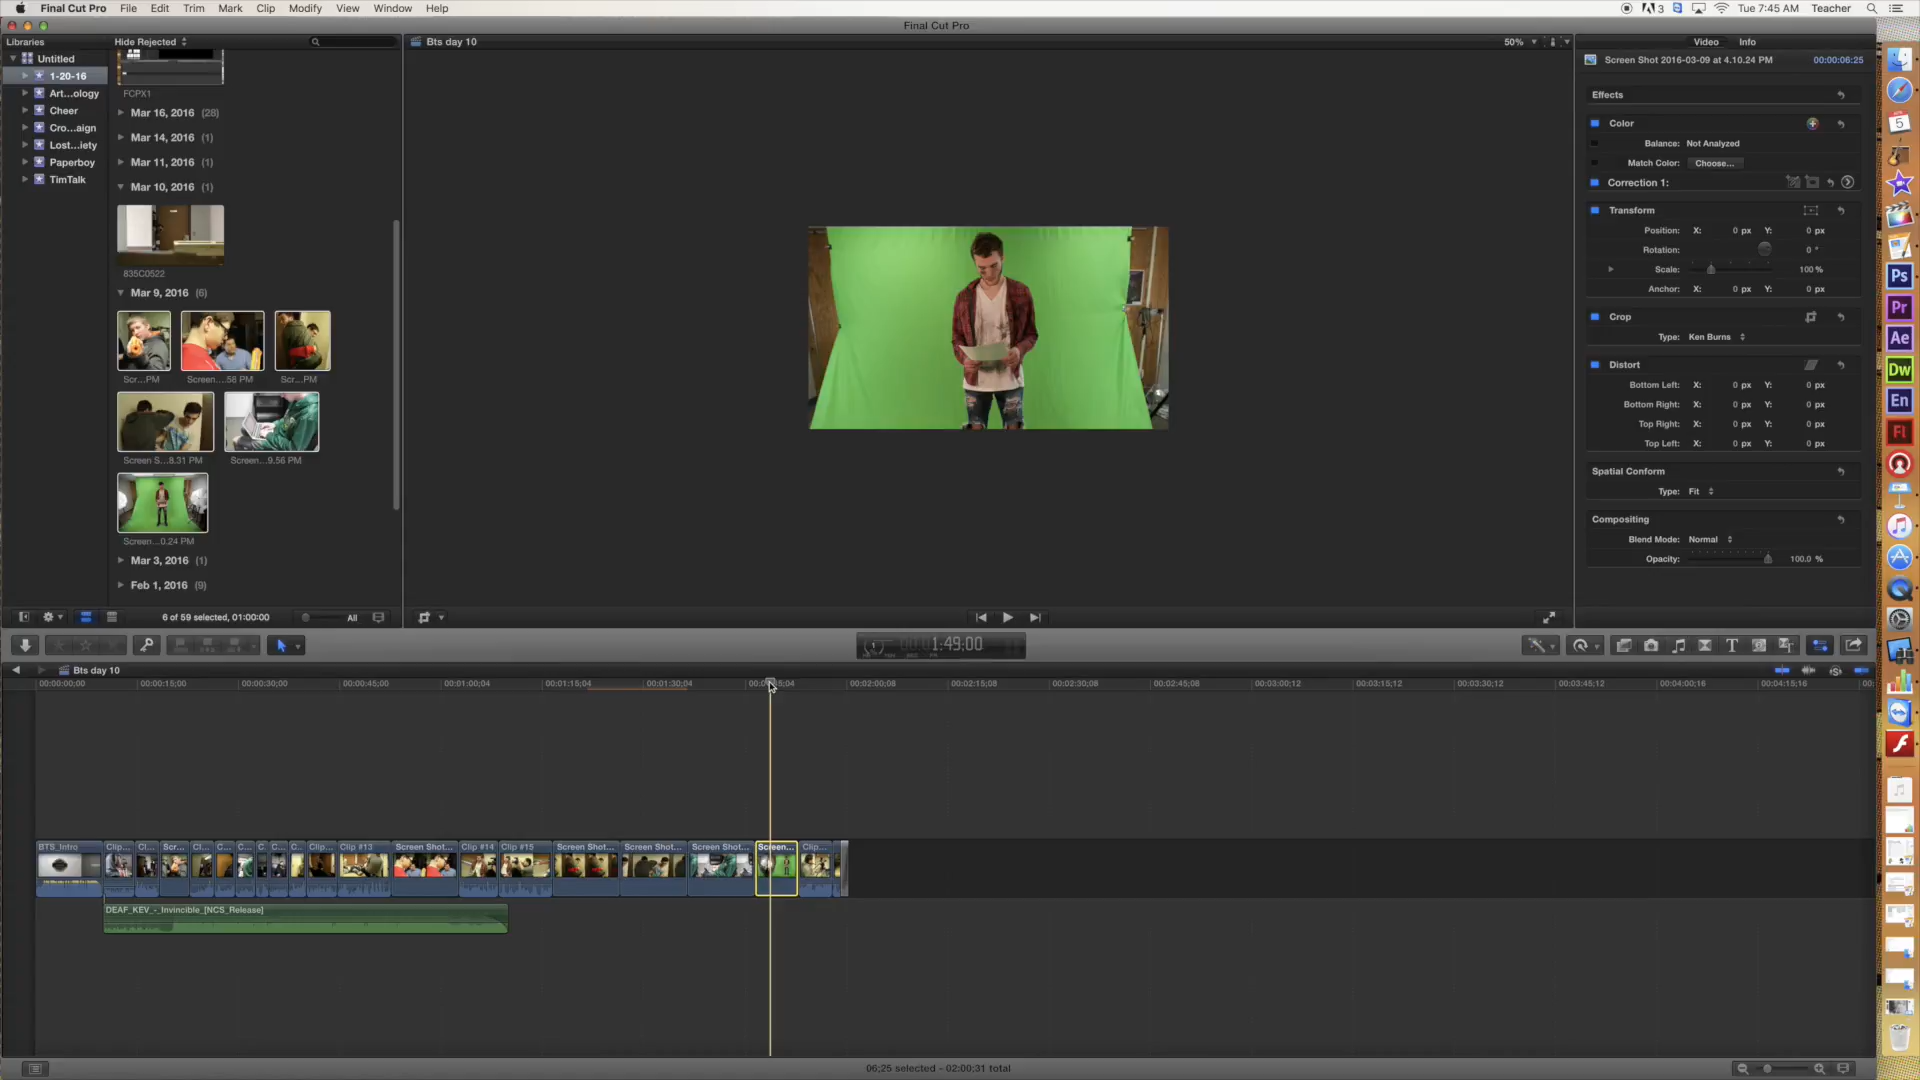 Final Cut Pro File Edit Trim Mark Clip Modify View Window Help
3 Tue 7:45 AM Teacher
Final Cut Pro
Libraries
Hide Rejected
Bts day 10
50%
Video Info
Untitled
1-20-16
Art...ology
Cheer
Cro...aign
Lost...iety
Paperboy
TimTalk
FCPX1
Mar 16, 2016 (28)
Mar 14, 2016 (1)
Mar 11, 2016 (1)
Mar 10, 2016 (1)
835C0522
Mar 9, 2016 (6)
Scr...PM Screen....56 PM Scr...PM
Screen S...8.31 PM Screen...9.56 PM
Screen...0.24 PM
Mar 3, 2016 (1)
Feb 1, 2016 (9)
6 of 59 selected, 01:00:00
All
Screen Shot 2016-03-09 at 4.10.24 PM 00:00:06:25
Effects
Color
Balance: Not Analyzed
Match Color: Choose...
Correction 1:
Transform
Position: X: 0 px Y: 0 px
Rotation: 0 °
Scale: 100 %
Anchor: X: 0 px Y: 0 px
Crop
Type: Ken Burns
Distort
Bottom Left: X: 0 px Y: 0 px
Bottom Right: X: 0 px Y: 0 px
Top Right: X: 0 px Y: 0 px
Top Left: X: 0 px Y: 0 px
Spatial Conform
Type: Fit
Compositing
Blend Mode: Normal
Opacity: 100.0 %
1:49:00
Bts day 10
00:00:00;00 00:00:15;00 00:00:30;00 00:00:45;00 00:01:00;04 00:01:15;04 00:01:30;04 00:02:00;08 00:02:15;08 00:02:30;08 00:02:45;08 00:03:00;12 00:03:15;12 00:03:30;12 00:03:45;12 00:04:00;16 00:04:15;16
BTS_Intro Clip... Cl... Scr... Cl... C... C... C. C... C... Clip... Clip #13 Screen Shot... Clip #14 Clip #15 Screen Shot... Screen Shot... Screen Shot... Screen... Clip...
DEAF_KEV_-_Invincible_[NCS_Release]
06;25 selected - 02:00;31 total
5
Ps
Pr
Ae
Dw
En
Fl